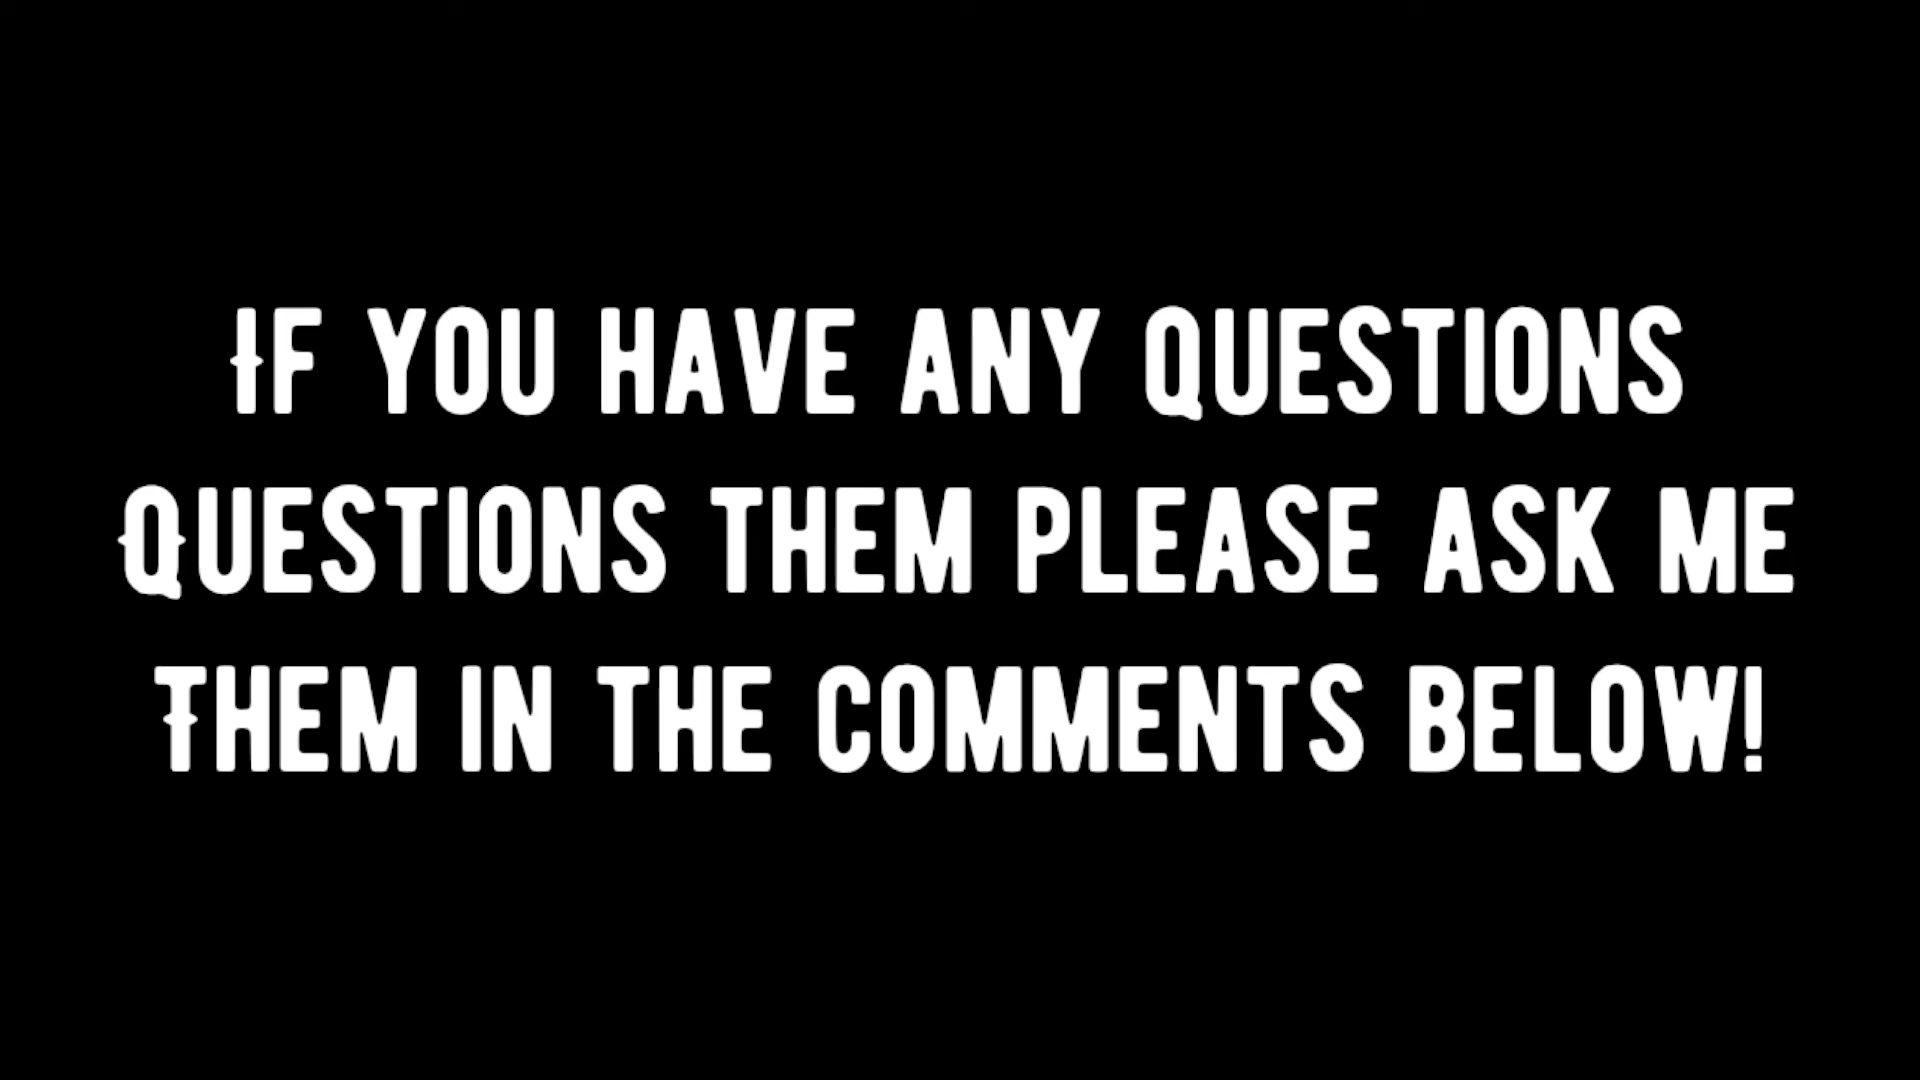 If you have any questions
Questions them please ask me
Them in the comments below!